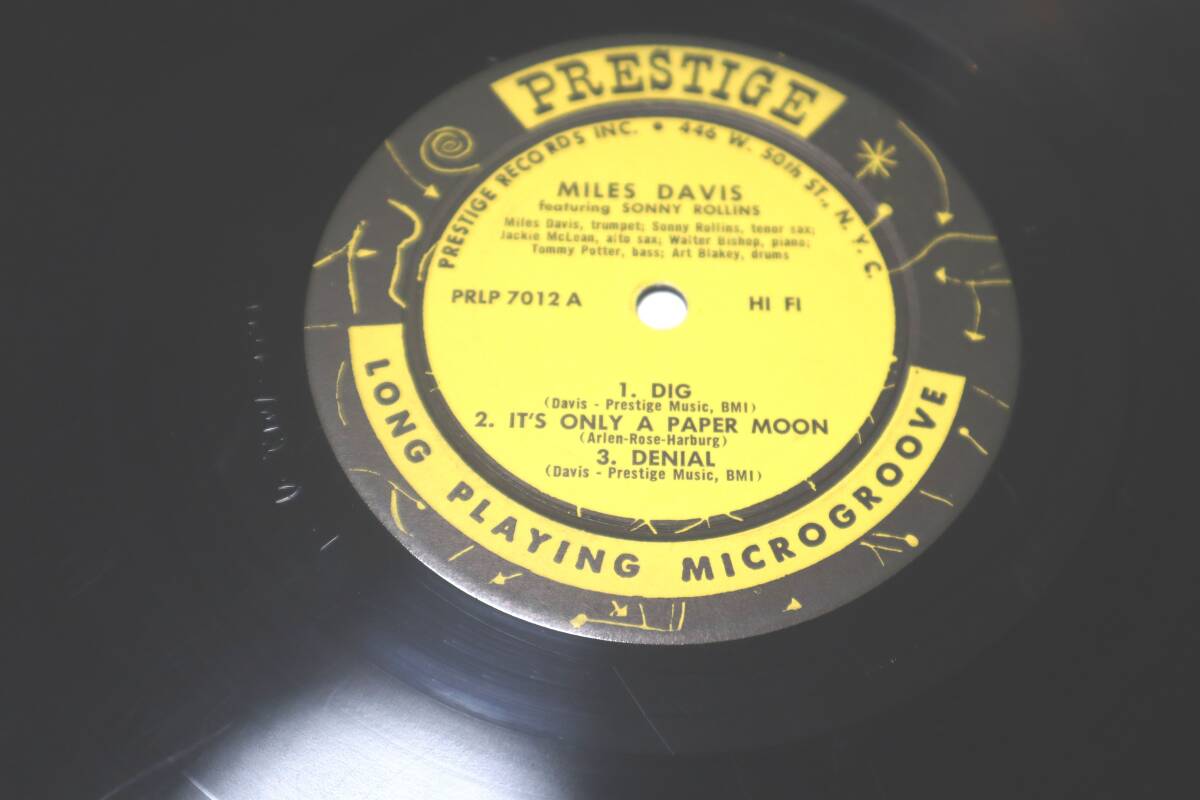 PRESTIGE
PRESTIGE RECORDS INC. • 446 W. 50th ST., N. Y. C.
MILES DAVIS
featuring SONNY ROLLINS
Miles Davis, trumpet; Sonny Rollins, tenor sax;
Jackie McLean, alto sax; Walter Bishop, piano;
Tommy Potter, bass; Art Blakey, drums
PRLP 7012 A
HI FI
1. DIG
(Davis - Prestige Music, BMI)
2. IT'S ONLY A PAPER MOON
(Arlen-Rose-Harburg)
3. DENIAL
(Davis - Prestige Music, BMI)
LONG PLAYING MICROGROOVE